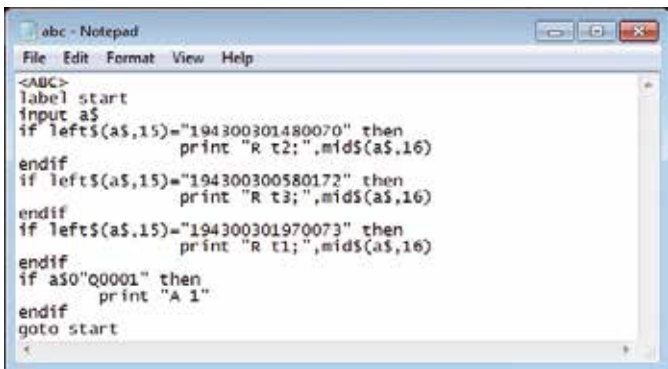 abc - Notepad
File Edit Format View Help
<ABC>
label start
input a$
if left$(a$,15)="194300301480070" then
print "R t2;",mid$(a$,16)
endif
if left$(a$,15)="194300300580172" then
print "R t3;",mid$(a$,16)
endif
if left$(a$,15)="194300301970073" then
print "R t1;",mid$(a$,16)
endif
if a$0"Q0001" then
print "A 1"
endif
goto start